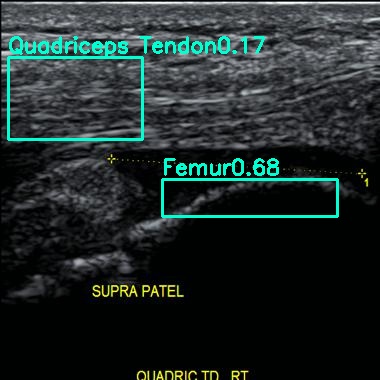 Quadriceps Tendon0.17
Femur0.68
1
SUPRA PATEL
QUADRIC TD RT